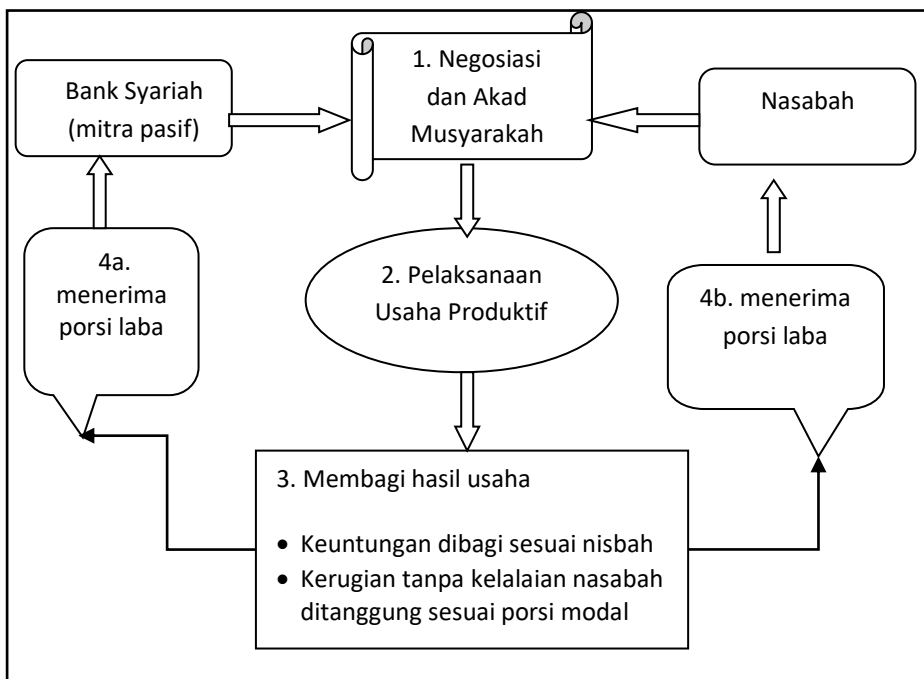 Bank Syariah
(mitra pasif)
1. Negosiasi
dan Akad
Musyarakah
Nasabah
4a.
menerima
porsi laba
2. Pelaksanaan
Usaha Produktif
4b. menerima
porsi laba
3. Membagi hasil usaha
• Keuntungan dibagi sesuai nisbah
• Kerugian tanpa kelalaian nasabah
ditanggung sesuai porsi modal